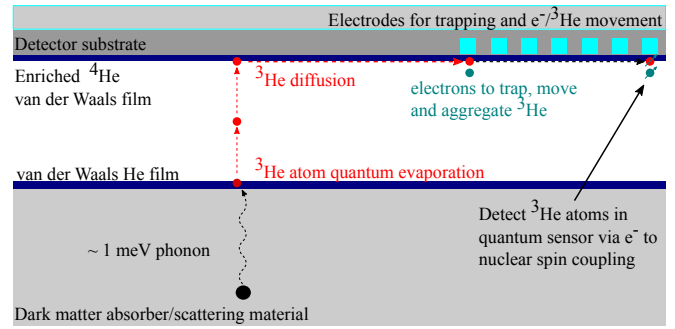 Electrodes for trapping and e⁻/³He movement
Detector substrate
Enriched ⁴He
van der Waals film
³He diffusion
electrons to trap, move
and aggregate ³He
van der Waals He film
³He atom quantum evaporation
~ 1 meV phonon
Detect ³He atoms in
quantum sensor via e⁻ to
nuclear spin coupling
Dark matter absorber/scattering material